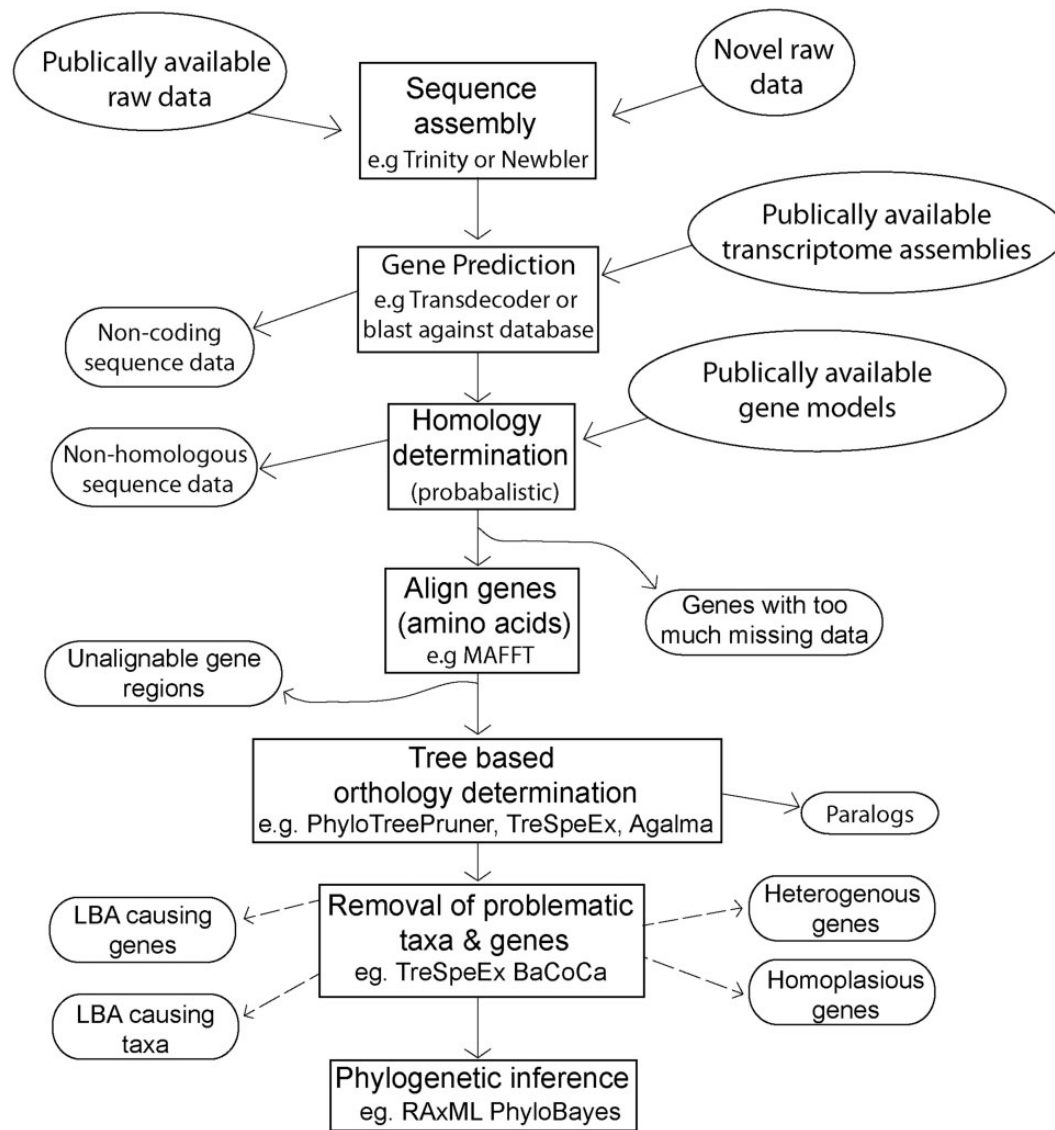 Publically available
raw data
Novel raw
data
Sequence
assembly
e.g Trinity or Newbler
Publically available
transcriptome assemblies
Gene Prediction
e.g Transdecoder or
blast against database
Non-coding
sequence data
Publically available
gene models
Homology
determination
(probabalistic)
Non-homologous
sequence data
Align genes
(amino acids)
e.g MAFFT
Genes with too
much missing data
Unalignable gene
regions
Tree based
orthology determination
e.g. PhyloTreePruner, TreSpeEx, Agalma
Paralogs
Removal of problematic
taxa & genes
eg. TreSpeEx BaCoCa
LBA causing
genes
Heterogenous
genes
LBA causing
taxa
Homoplasious
genes
Phylogenetic inference
eg. RAxML PhyloBayes